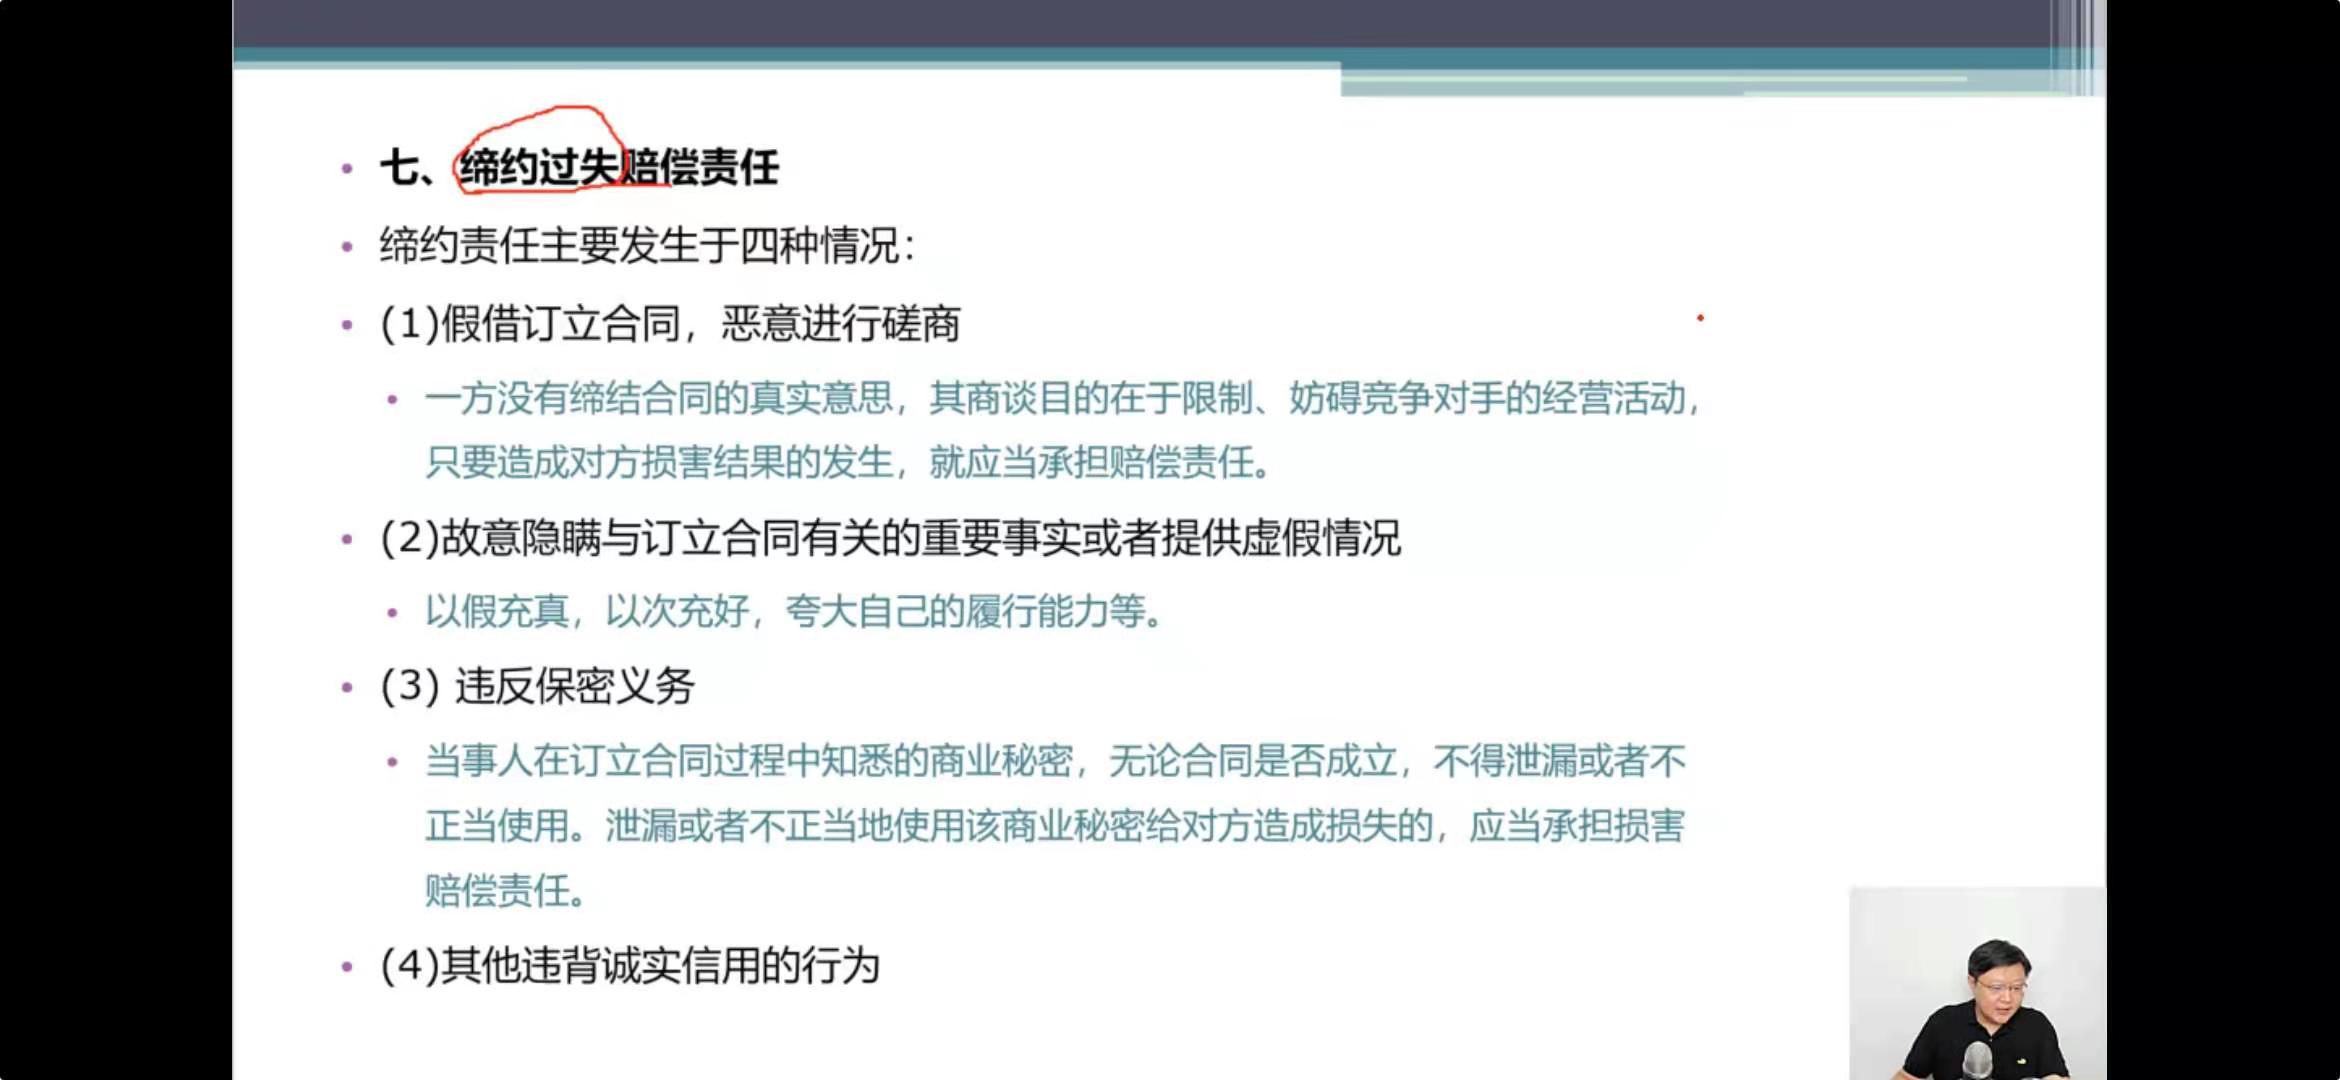 七、缔约过失赔偿责任
缔约责任主要发生于四种情况：
(1)假借订立合同，恶意进行磋商
一方没有缔结合同的真实意思，其商谈目的在于限制、妨碍竞争对手的经营活动，
只要造成对方损害结果的发生，就应当承担赔偿责任。
(2)故意隐瞒与订立合同有关的重要事实或者提供虚假情况
以假充真，以次充好，夸大自己的履行能力等。
(3) 违反保密义务
当事人在订立合同过程中知悉的商业秘密，无论合同是否成立，不得泄漏或者不
正当使用。泄漏或者不正当地使用该商业秘密给对方造成损失的，应当承担损害
赔偿责任。
(4)其他违背诚实信用的行为